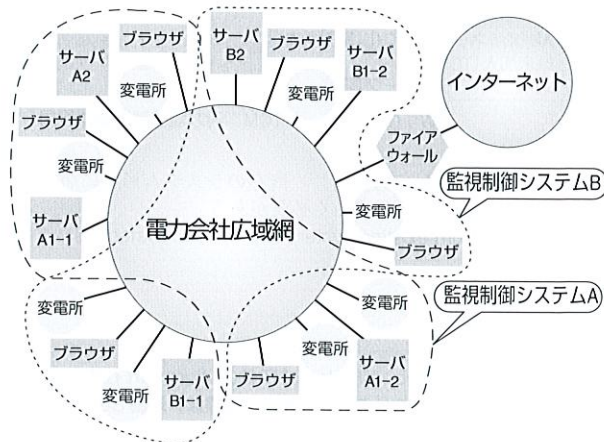 サーバ
A2
ブラウザ
変電所
ブラウザ
変電所
サーバ
A1-1
サーバ
B2
ブラウザ
サーバ
B1-2
変電所
インターネット
ファイア
ウォール
監視制御システムB
変電所
ブラウザ
電力会社広域網
変電所
ブラウザ
変電所
サーバ
B1-1
監視制御システムA
変電所
変電所
ブラウザ
サーバ
A1-2